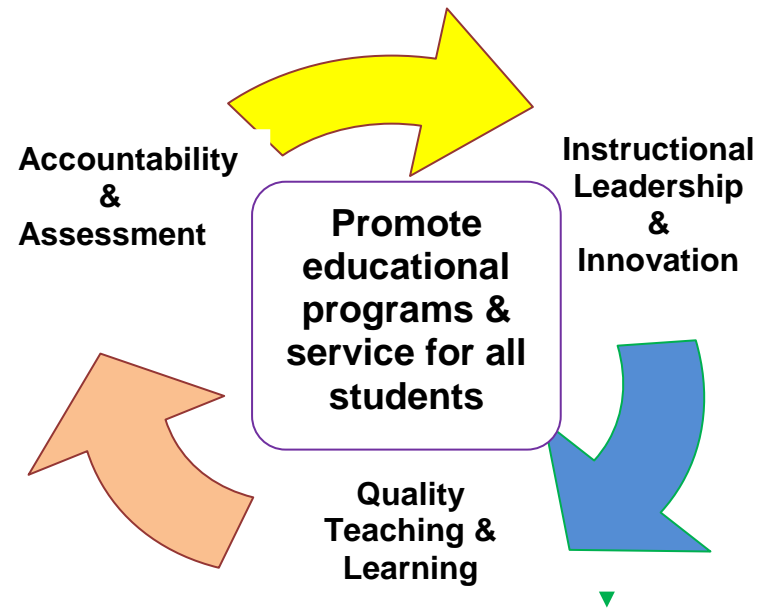 Accountability
&
Assessment
Instructional
Leadership
&
Innovation
Promote
educational
programs &
service for all
students
Quality
Teaching &
Learning